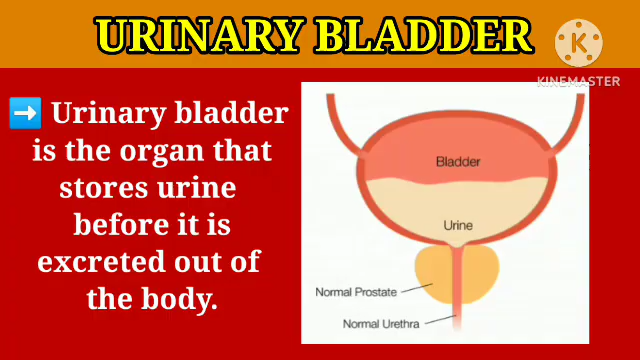 URINARY BLADDER
K
KINEMASTER
➡ Urinary bladder
is the organ that
stores urine
before it is
excreted out of
the body.
Bladder
Urine
Normal Prostate
Normal Urethra